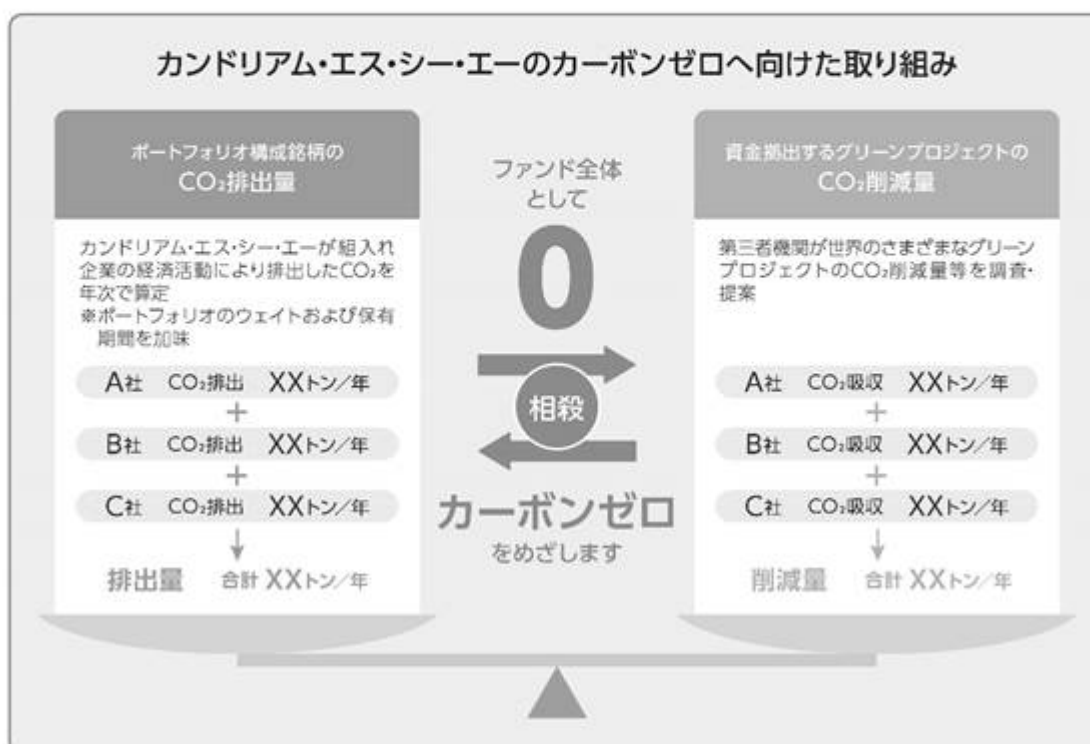 カンドリアム・エス・シー・エーのカーボンゼロへ向けた取り組み
ポートフォリオ構成銘柄の
CO₂排出量
カンドリアム・エス・シー・エーが組入れ
企業の経済活動により排出したCO₂を
年次で算定
※ポートフォリオのウェイトおよび保有
期間を加味
A社 CO₂排出 XXトン/年
+
B社 CO₂排出 XXトン/年
+
C社 CO₂排出 XXトン/年
↓
排出量 合計 XXトン/年
ファンド全体
として
0
相殺
カーボンゼロ
をめざします
資金拠出するグリーンプロジェクトの
CO₂削減量
第三者機関が世界のさまざまなグリーン
プロジェクトのCO₂削減量等を調査・
提案
A社 CO₂吸収 XXトン/年
+
B社 CO₂吸収 XXトン/年
+
C社 CO₂吸収 XXトン/年
↓
削減量 合計 XXトン/年